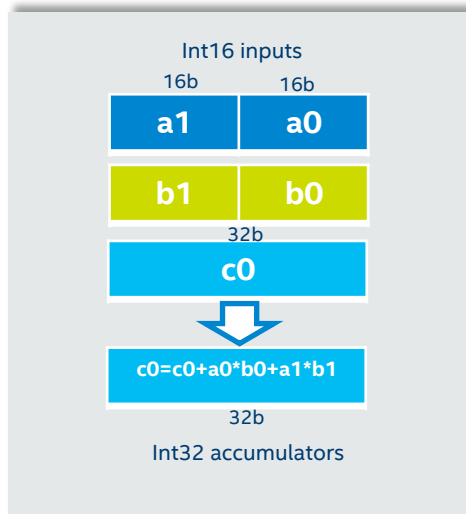 Int16 inputs
16b 16b
a1 a0
b1 b0
32b
c0
c0=c0+a0*b0+a1*b1
32b
Int32 accumulators